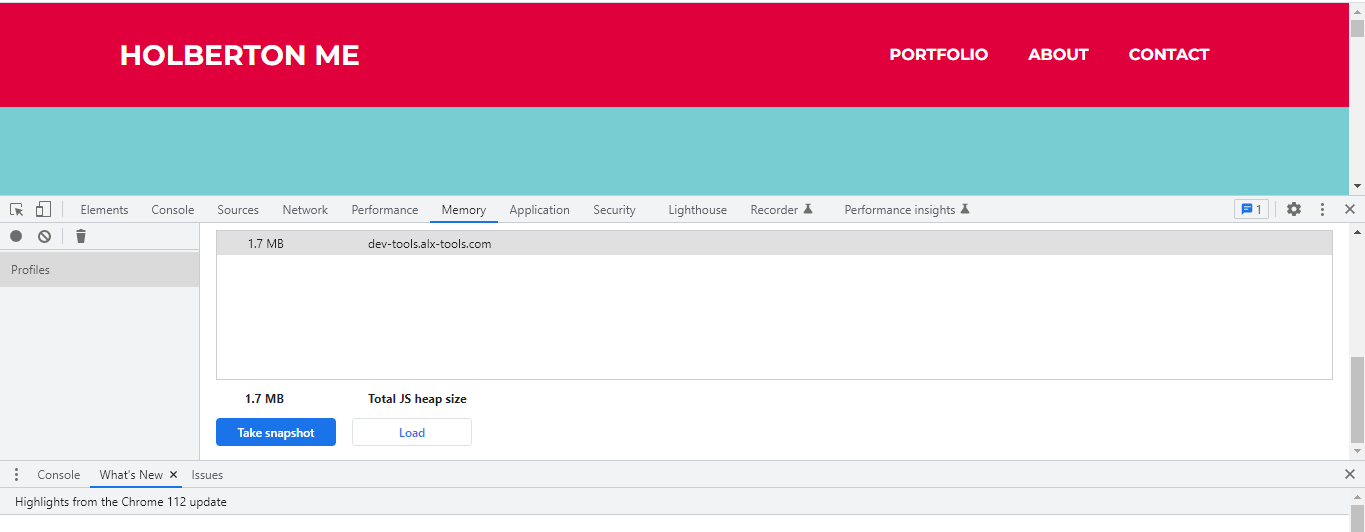 HOLBERTON ME PORTFOLIO ABOUT CONTACT
Elements Console Sources Network Performance Memory Application Security Lighthouse Recorder Performance insights 1
Profiles
1.7 MB dev-tools.alx-tools.com
1.7 MB Total JS heap size
Take snapshot Load
Console What's New Issues
Highlights from the Chrome 112 update